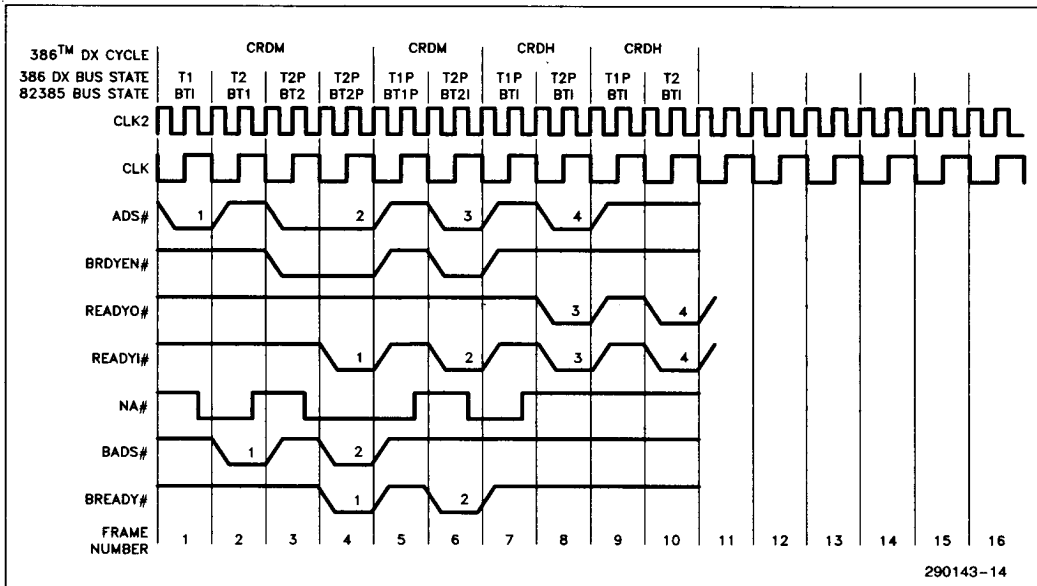 386™ DX CYCLE CRDM CRDM CRDH CRDH
386 DX BUS STATE T1 T2 T2P T2P T1P T2P T1P T2P T1P T2
82385 BUS STATE BTI BT1 BT2 BT2P BT1P BT2I BTI BTI BTI BTI
CLK2
CLK
ADS# 1 2 3 4
BRDYEN#
READYO# 3 4
READYI# 1 2 3 4
NA#
BADS# 1 2
BREADY# 1 2
FRAME
NUMBER 1 2 3 4 5 6 7 8 9 10 11 12 13 14 15 16
290143-14